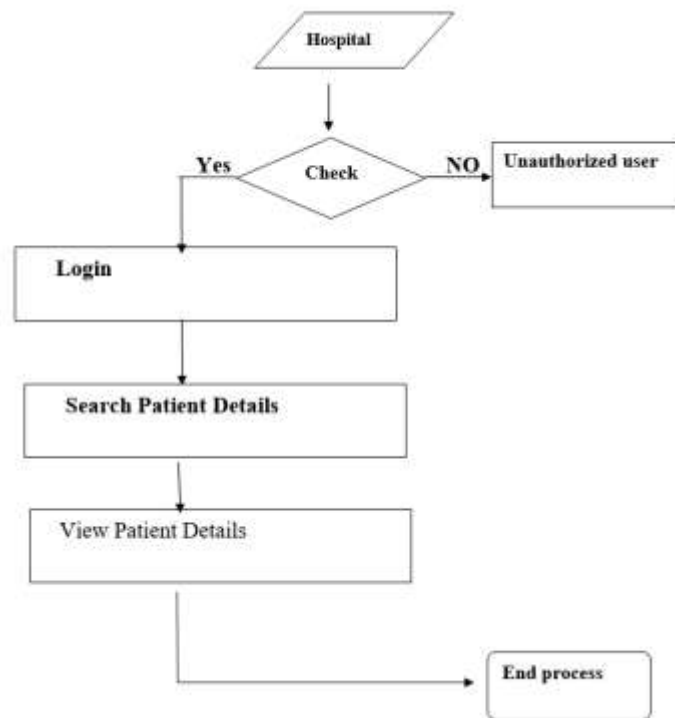 Hospital
Yes
Check
NO
Unauthorized user
Login
Search Patient Details
View Patient Details
End process